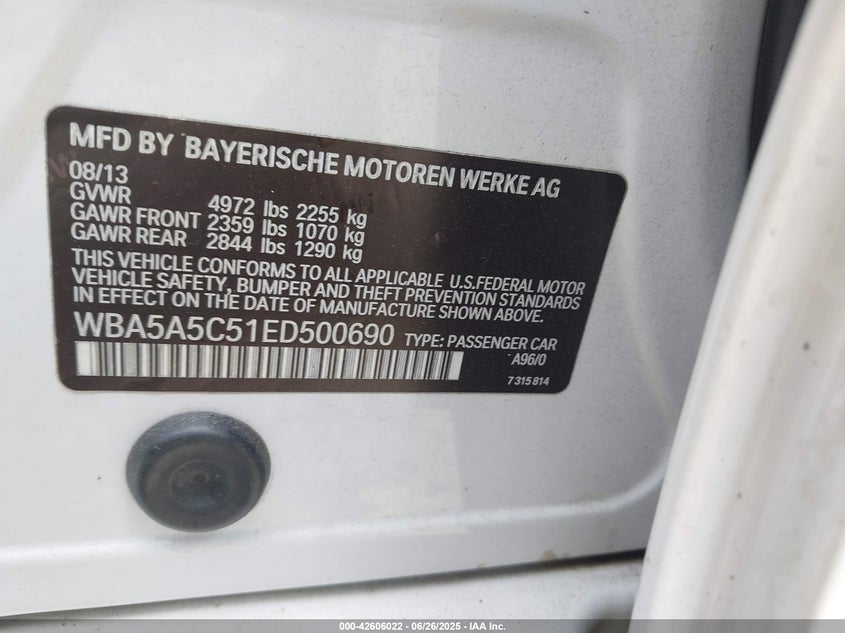 MFD BY BAYERISCHE MOTOREN WERKE AG
08/13
GVWR 4972 lbs 2255 kg
GAWR FRONT 2359 lbs 1070 kg
GAWR REAR 2844 lbs 1290 kg
THIS VEHICLE CONFORMS TO ALL APPLICABLE U.S.FEDERAL MOTOR
VEHICLE SAFETY, BUMPER AND THEFT PREVENTION STANDARDS
IN EFFECT ON THE DATE OF MANUFACTURE SHOWN ABOVE.
WBA5A5C51ED500690 TYPE: PASSENGER CAR
A96/0
7315814
000-42606022 - 06/26/2025 - IAA Inc.